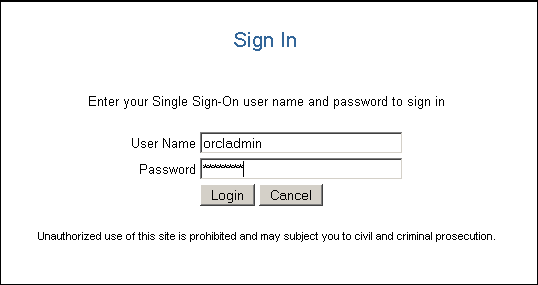 Sign In
Enter your Single Sign-On user name and password to sign in
User Name orcladmin
Password ********
Login Cancel
Unauthorized use of this site is prohibited and may subject you to civil and criminal prosecution.